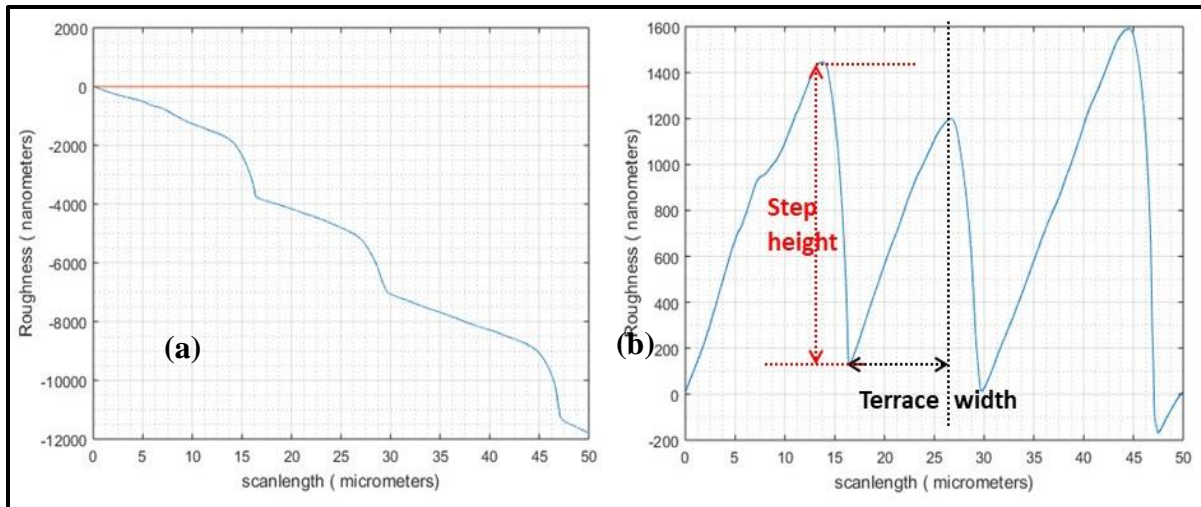 2000
0
-2000
-4000
-6000
-8000
-10000
-12000
Roughness ( nanometers)
(a)
0 5 10 15 20 25 30 35 40 45 50
scanlength ( micrometers)
1600
1400
1200
1000
800
600
400
200
0
-200
Roughness ( nanometers)
Step
height
(b)
Terrace width
0 5 10 15 20 25 30 35 40 45 50
scanlength ( micrometers)